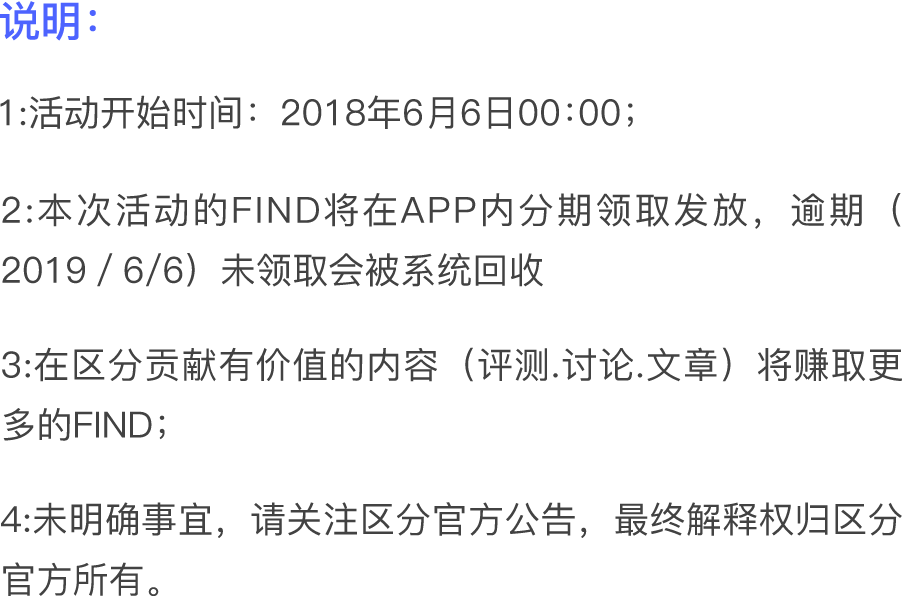 说明：
1:活动开始时间：2018年6月6日00:00；
2:本次活动的FIND将在APP内分期领取发放，逾期（
2019 / 6/6）未领取会被系统回收
3:在区分贡献有价值的内容（评测.讨论.文章）将赚取更
多的FIND；
4:未明确事宜，请关注区分官方公告，最终解释权归区分
官方所有。